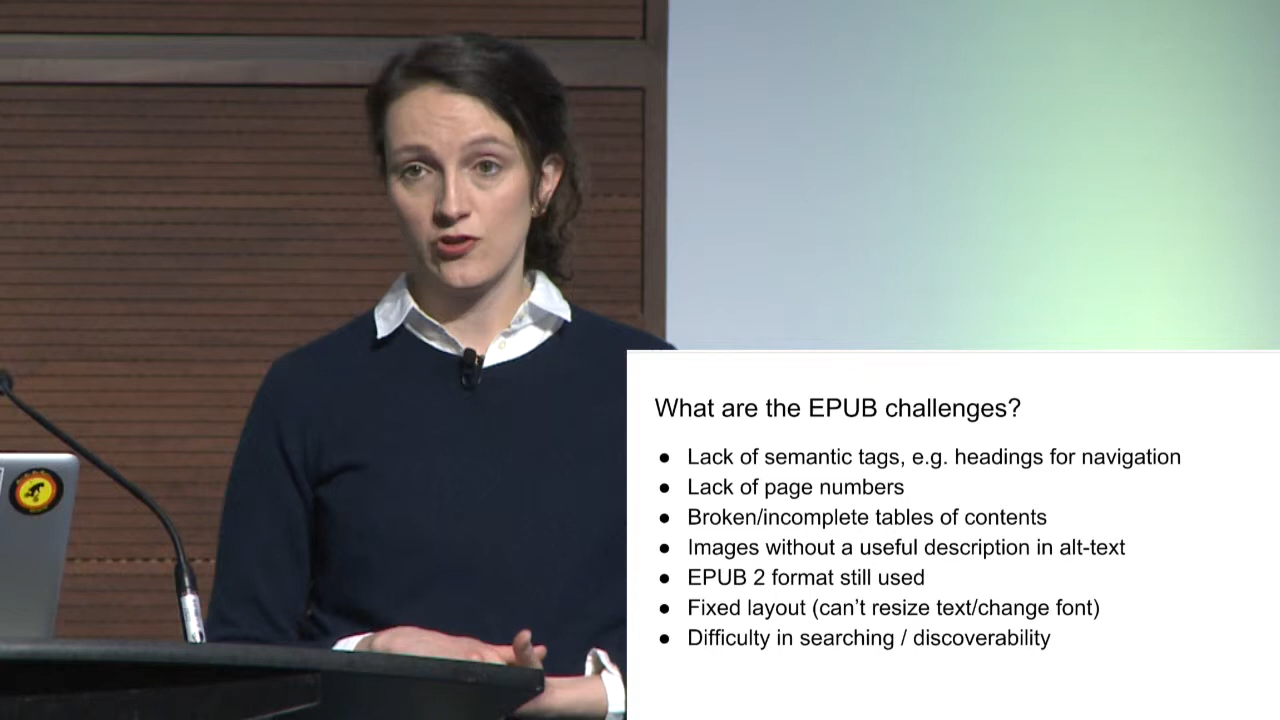 What are the EPUB challenges?
● Lack of semantic tags, e.g. headings for navigation
● Lack of page numbers
● Broken/incomplete tables of contents
● Images without a useful description in alt-text
● EPUB 2 format still used
● Fixed layout (can’t resize text/change font)
● Difficulty in searching / discoverability